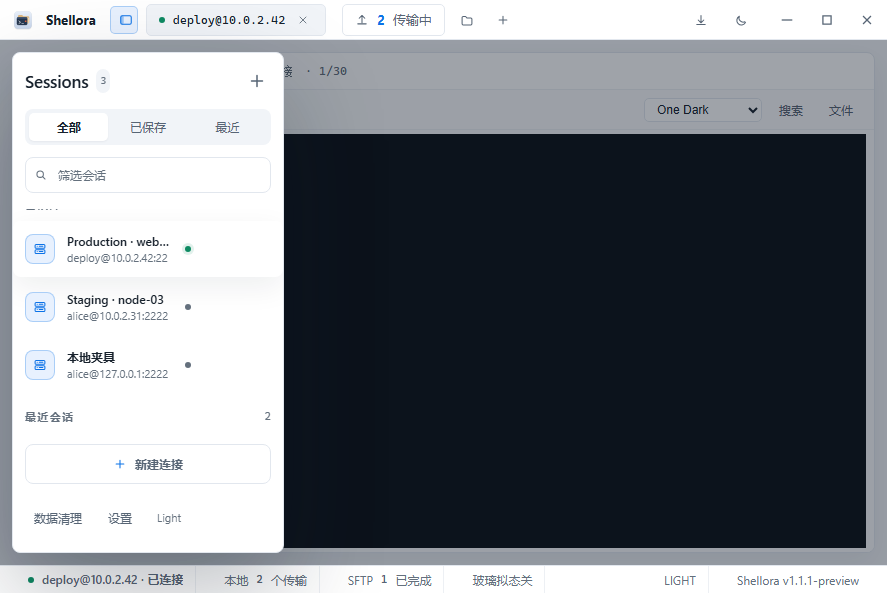 Shellora
deploy@10.0.2.42
2 传输中
Sessions 3
接 · 1/30
全部 已保存 最近
One Dark 搜索 文件
筛选会话
Production · web...
deploy@10.0.2.42:22
Staging · node-03
alice@10.0.2.31:2222
本地夹具
alice@127.0.0.1:2222
最近会话 2
+ 新建连接
数据清理 设置 Light
deploy@10.0.2.42 · 已连接 本地 2 个传输 SFTP 1 已完成 玻璃拟态关 LIGHT Shellora v1.1.1-preview